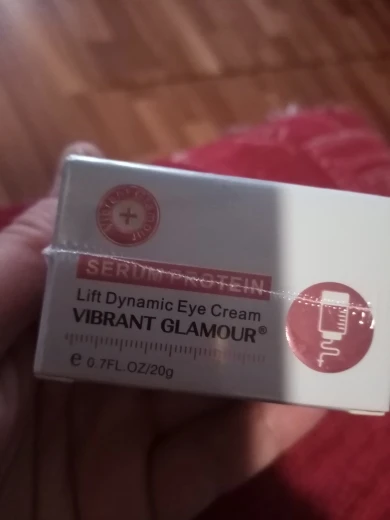 SERUM PROTEIN
Lift Dynamic Eye Cream
VIBRANT GLAMOUR®
e 0.7FL.OZ/20g